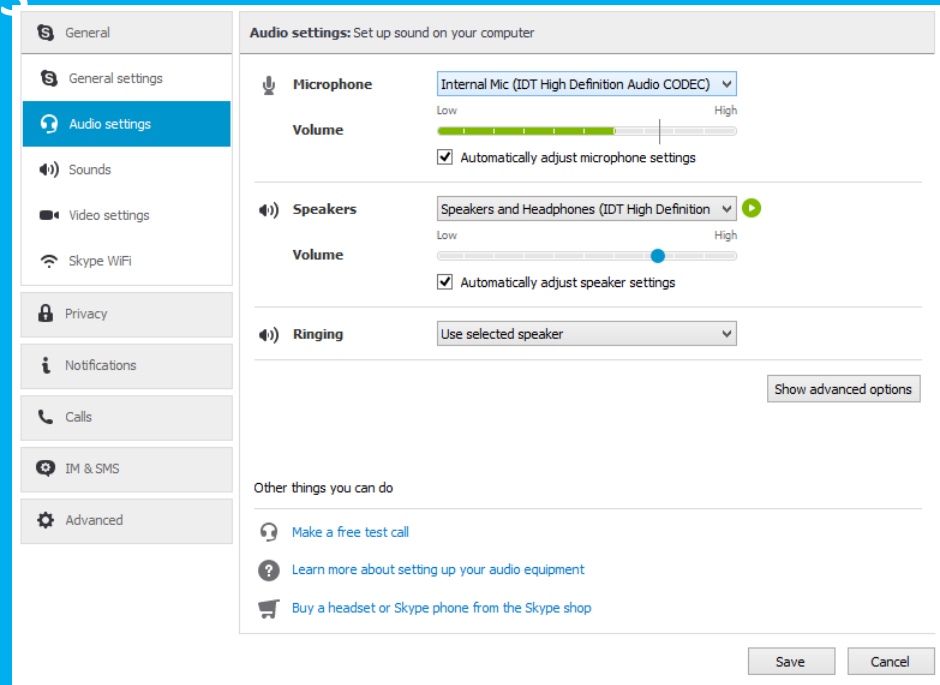 General
General settings
Audio settings
Sounds
Video settings
Skype WiFi
Privacy
Notifications
Calls
IM & SMS
Advanced
Audio settings: Set up sound on your computer
Microphone Internal Mic (IDT High Definition Audio CODEC)
Low High
Volume
Automatically adjust microphone settings
Speakers Speakers and Headphones (IDT High Definition
Low High
Volume
Automatically adjust speaker settings
Ringing Use selected speaker
Show advanced options
Other things you can do
Make a free test call
Learn more about setting up your audio equipment
Buy a headset or Skype phone from the Skype shop
Save Cancel